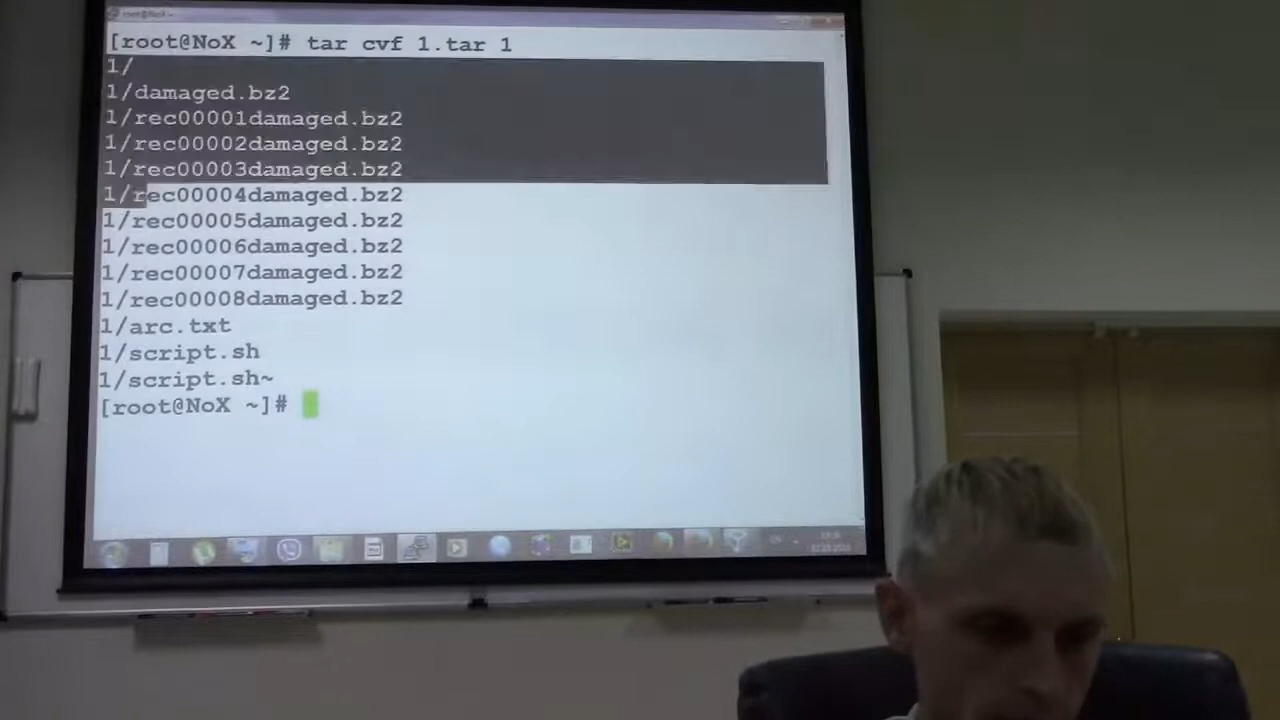 root@NoX:~
[root@NoX ~]# tar cvf 1.tar 1
1/
1/damaged.bz2
1/rec00001damaged.bz2
1/rec00002damaged.bz2
1/rec00003damaged.bz2
1/rec00004damaged.bz2
1/rec00005damaged.bz2
1/rec00006damaged.bz2
1/rec00007damaged.bz2
1/rec00008damaged.bz2
1/arc.txt
1/script.sh
1/script.sh~
[root@NoX ~]#